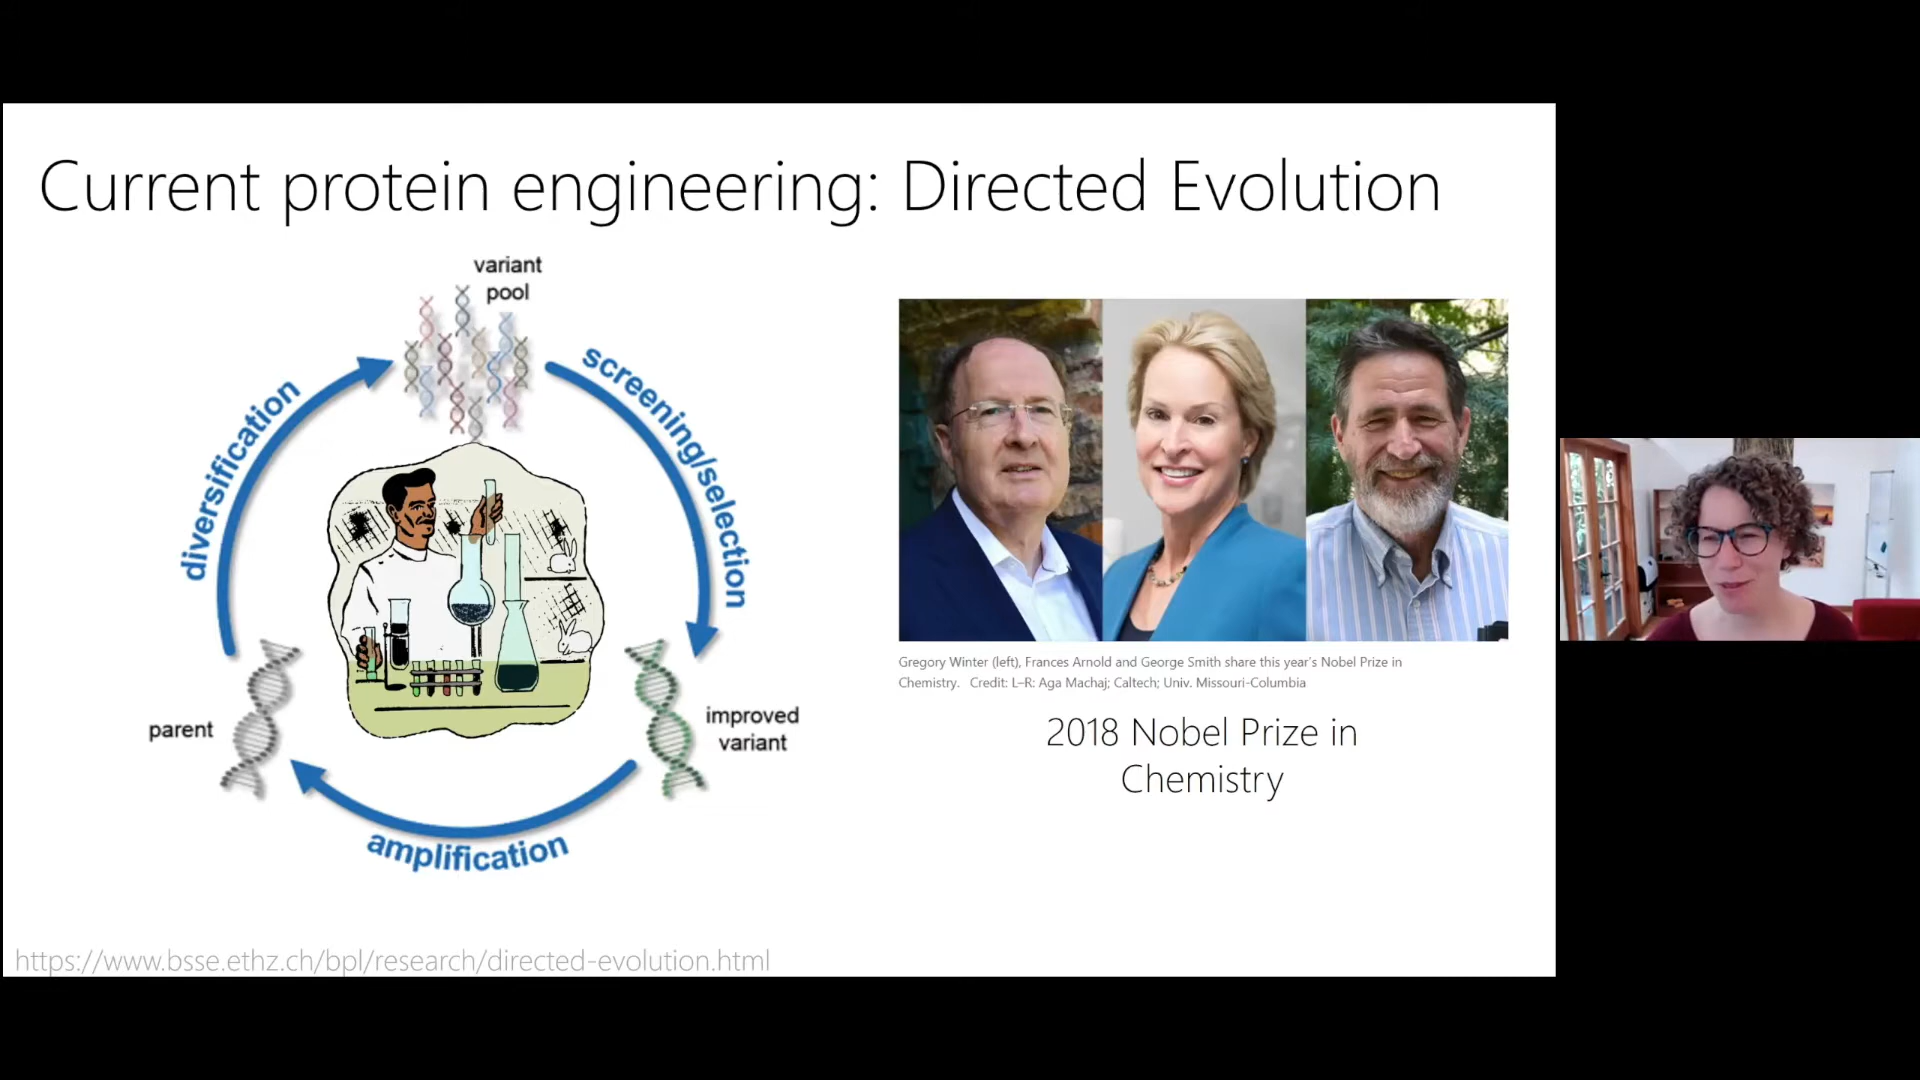 Current protein engineering: Directed Evolution
variant
pool
screening/selection
diversification
parent
improved
variant
amplification
Gregory Winter (left), Frances Arnold and George Smith share this year's Nobel Prize in
Chemistry. Credit: L–R: Aga Machaj; Caltech; Univ. Missouri-Columbia
2018 Nobel Prize in
Chemistry
https://www.bsse.ethz.ch/bpl/research/directed-evolution.html